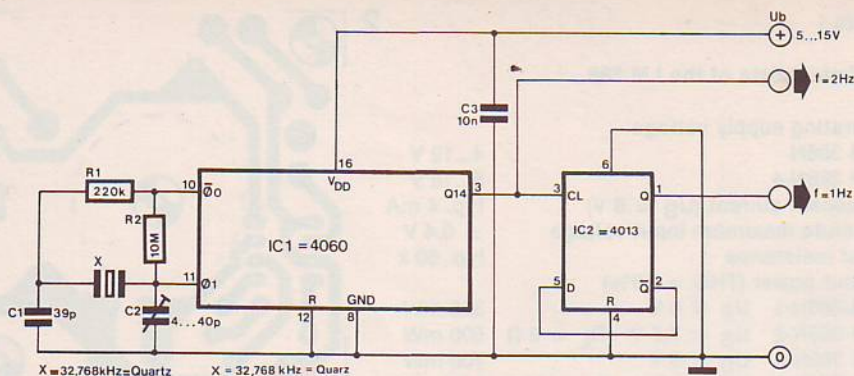 Ub
+ 5...15V
f = 2Hz
C3
10n
R1
220k
16
6
10 Ø0
VDD
Q14 3
3 CL
Q 1
f = 1Hz
R2
10M
IC1 = 4060
IC2 = 4013
X
11 Ø1
5 D
Q 2
C1 39p
C2
4...40p
R
GND
R
12
8
4
0
X = 32,768kHz=Quartz
X = 32,768 kHz = Quarz